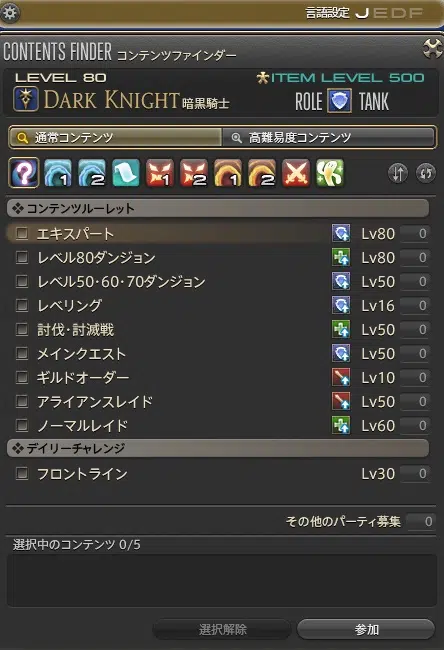 言語設定 J E D F
CONTENTS FINDER コンテンツファインダー
LEVEL 80
ITEM LEVEL 500
DARK KNIGHT 暗黒騎士
ROLE TANK
通常コンテンツ
高難易度コンテンツ
? 1 2 1 2 1 2
コンテンツルーレット
エキスパート Lv80 0
レベル80ダンジョン Lv80 0
レベル50・60・70ダンジョン Lv50 0
レベリング Lv16 0
討伐・討滅戦 Lv50 0
メインクエスト Lv50 0
ギルドオーダー Lv10 0
アライアンスレイド Lv50 0
ノーマルレイド Lv60 0
デイリーチャレンジ
フロントライン Lv30 0
その他のパーティ募集 0
選択中のコンテンツ 0/5
選択解除
参加